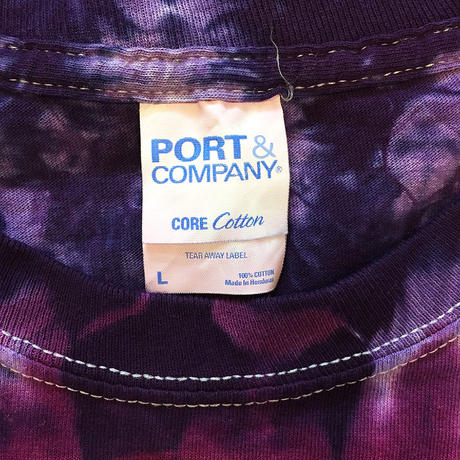 PORT &
COMPANY®
CORE Cotton
TEAR AWAY LABEL
L
100% COTTON
Made In Honduras